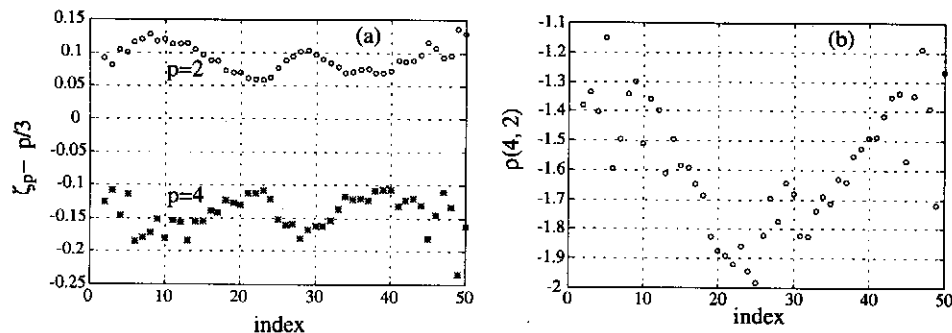 0.15
0.1
0.05
0
-0.05
-0.1
-0.15
-0.2
-0.25
ζp− p/3
(a)
p=2
p=4
0 10 20 30 40 50
index
-1.1
-1.2
-1.3
-1.4
-1.5
-1.6
-1.7
-1.8
-1.9
-2
ρ(4, 2)
(b)
0 10 20 30 40 50
index